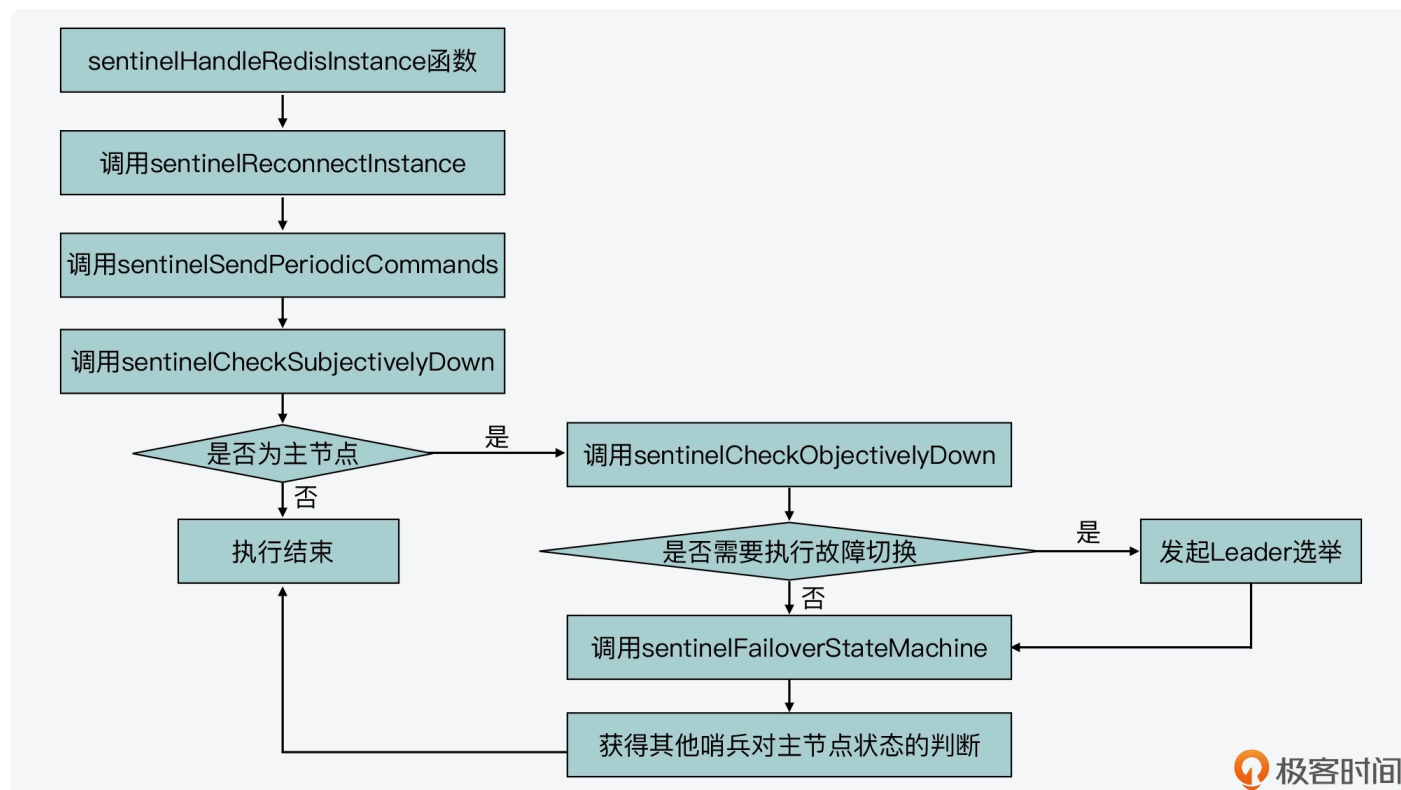 sentinelHandleRedisInstance函数
调用sentinelReconnectInstance
调用sentinelSendPeriodicCommands
调用sentinelCheckSubjectivelyDown
是否为主节点
是
调用sentinelCheckObjectivelyDown
否
执行结束
是否需要执行故障切换
是
发起Leader选举
否
调用sentinelFailoverStateMachine
获得其他哨兵对主节点状态的判断
极客时间